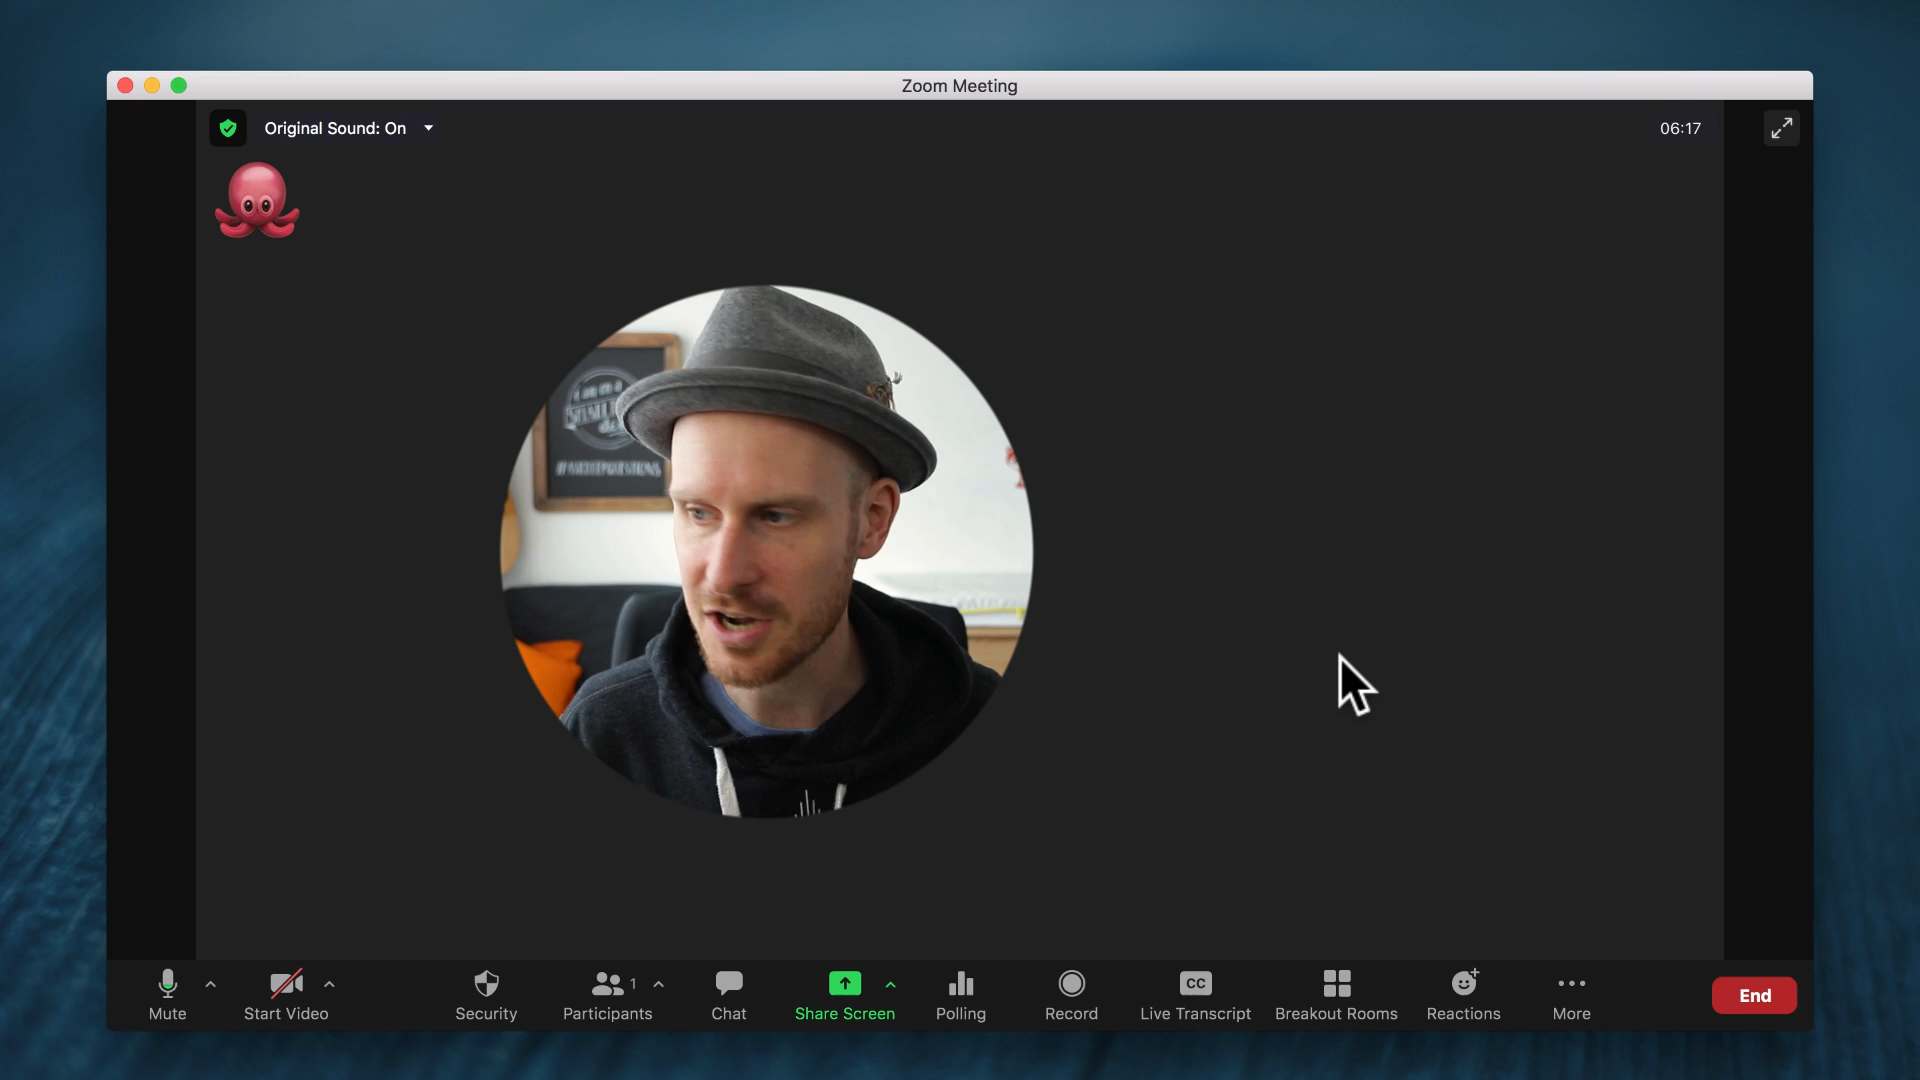 Zoom Meeting
Original Sound: On
06:17
Mute
Start Video
Security
Participants
1
Chat
Share Screen
Polling
Record
CC
Live Transcript
Breakout Rooms
Reactions
More
End